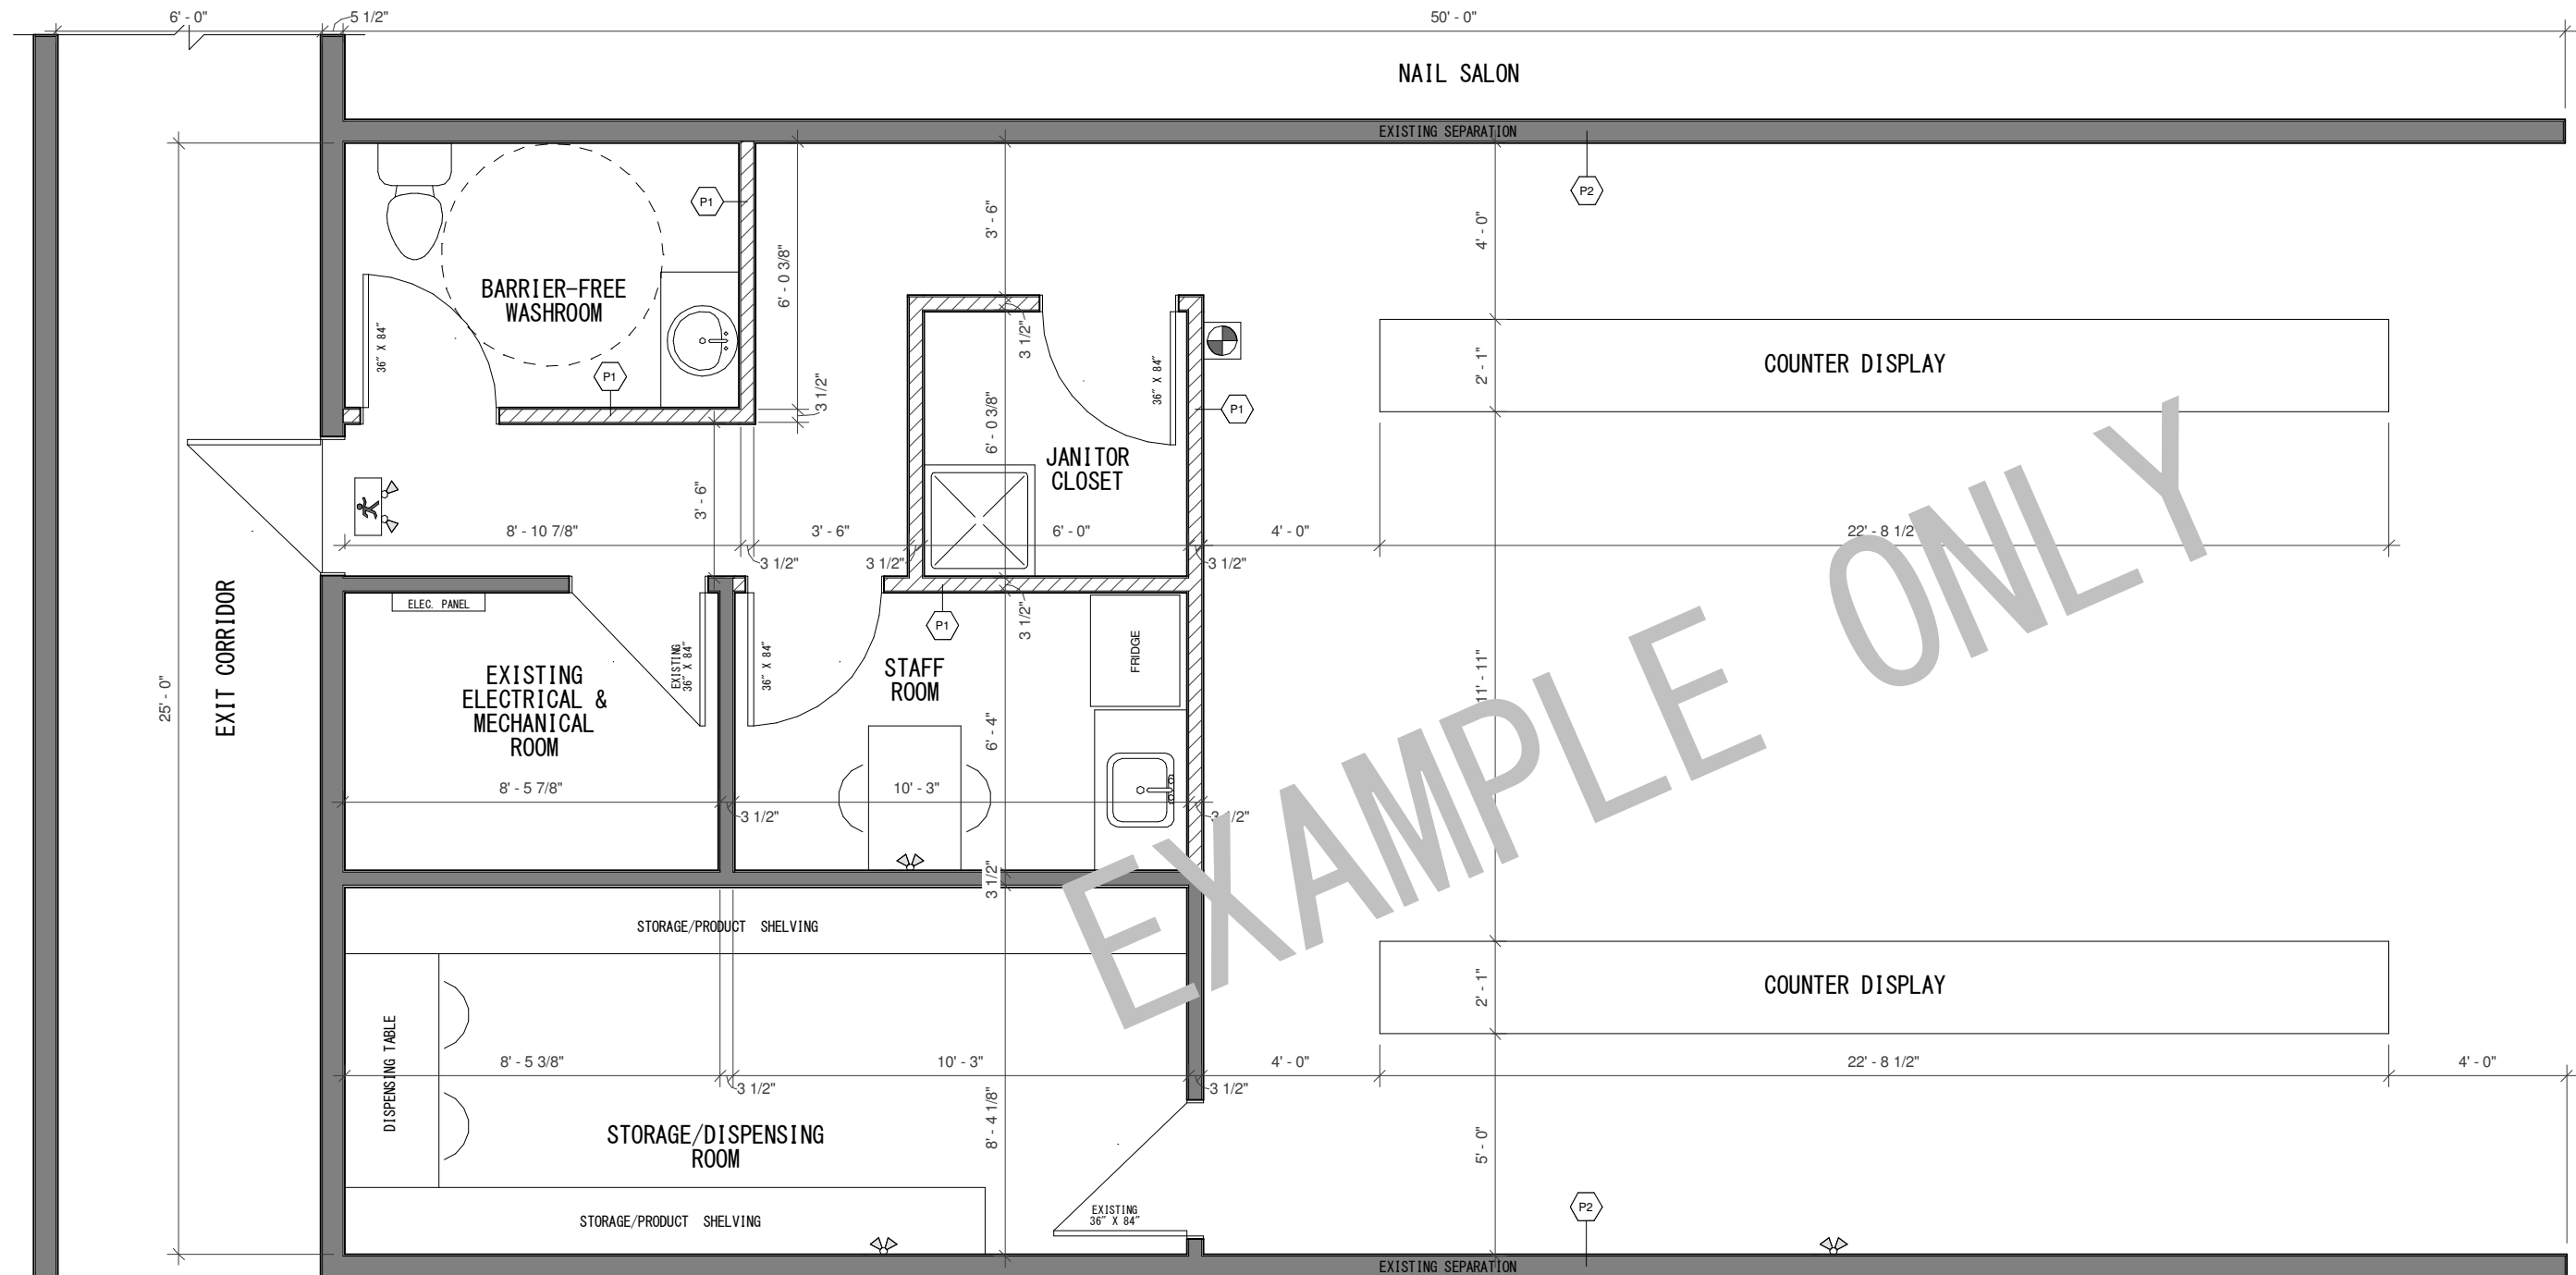 6' - 0"
5 1/2"
50' - 0"
NAIL SALON
EXISTING SEPARATION
P2
P1
3' - 6"
4' - 0"
6' - 0 3/8"
BARRIER-FREE
WASHROOM
36" X 84"
P1
3 1/2"
3 1/2"
36" X 84"
P1
2' - 1"
COUNTER DISPLAY
6' - 0 3/8"
JANITOR
CLOSET
3' - 6"
8' - 10 7/8"
3 1/2"
3' - 6"
3 1/2"
6' - 0"
3 1/2"
4' - 0"
22' - 8 1/2
EXIT CORRIDOR
25' - 0"
ELEC. PANEL
P1
3 1/2"
EXISTING
ELECTRICAL &
MECHANICAL
ROOM
EXISTING
36" X 84"
36" X 84"
STAFF
ROOM
FRIDGE
11' - 11"
6' - 4"
8' - 5 7/8"
3 1/2"
10' - 3"
3 1/2"
3 1/2"
EXAMPLE ONLY
STORAGE/PRODUCT SHELVING
DISPENSING TABLE
2' - 1"
COUNTER DISPLAY
8' - 5 3/8"
3 1/2"
10' - 3"
3 1/2"
4' - 0"
22' - 8 1/2"
4' - 0"
8' - 4 1/8"
5' - 0"
STORAGE/DISPENSING
ROOM
STORAGE/PRODUCT SHELVING
EXISTING
36" X 84"
P2
EXISTING SEPARATION